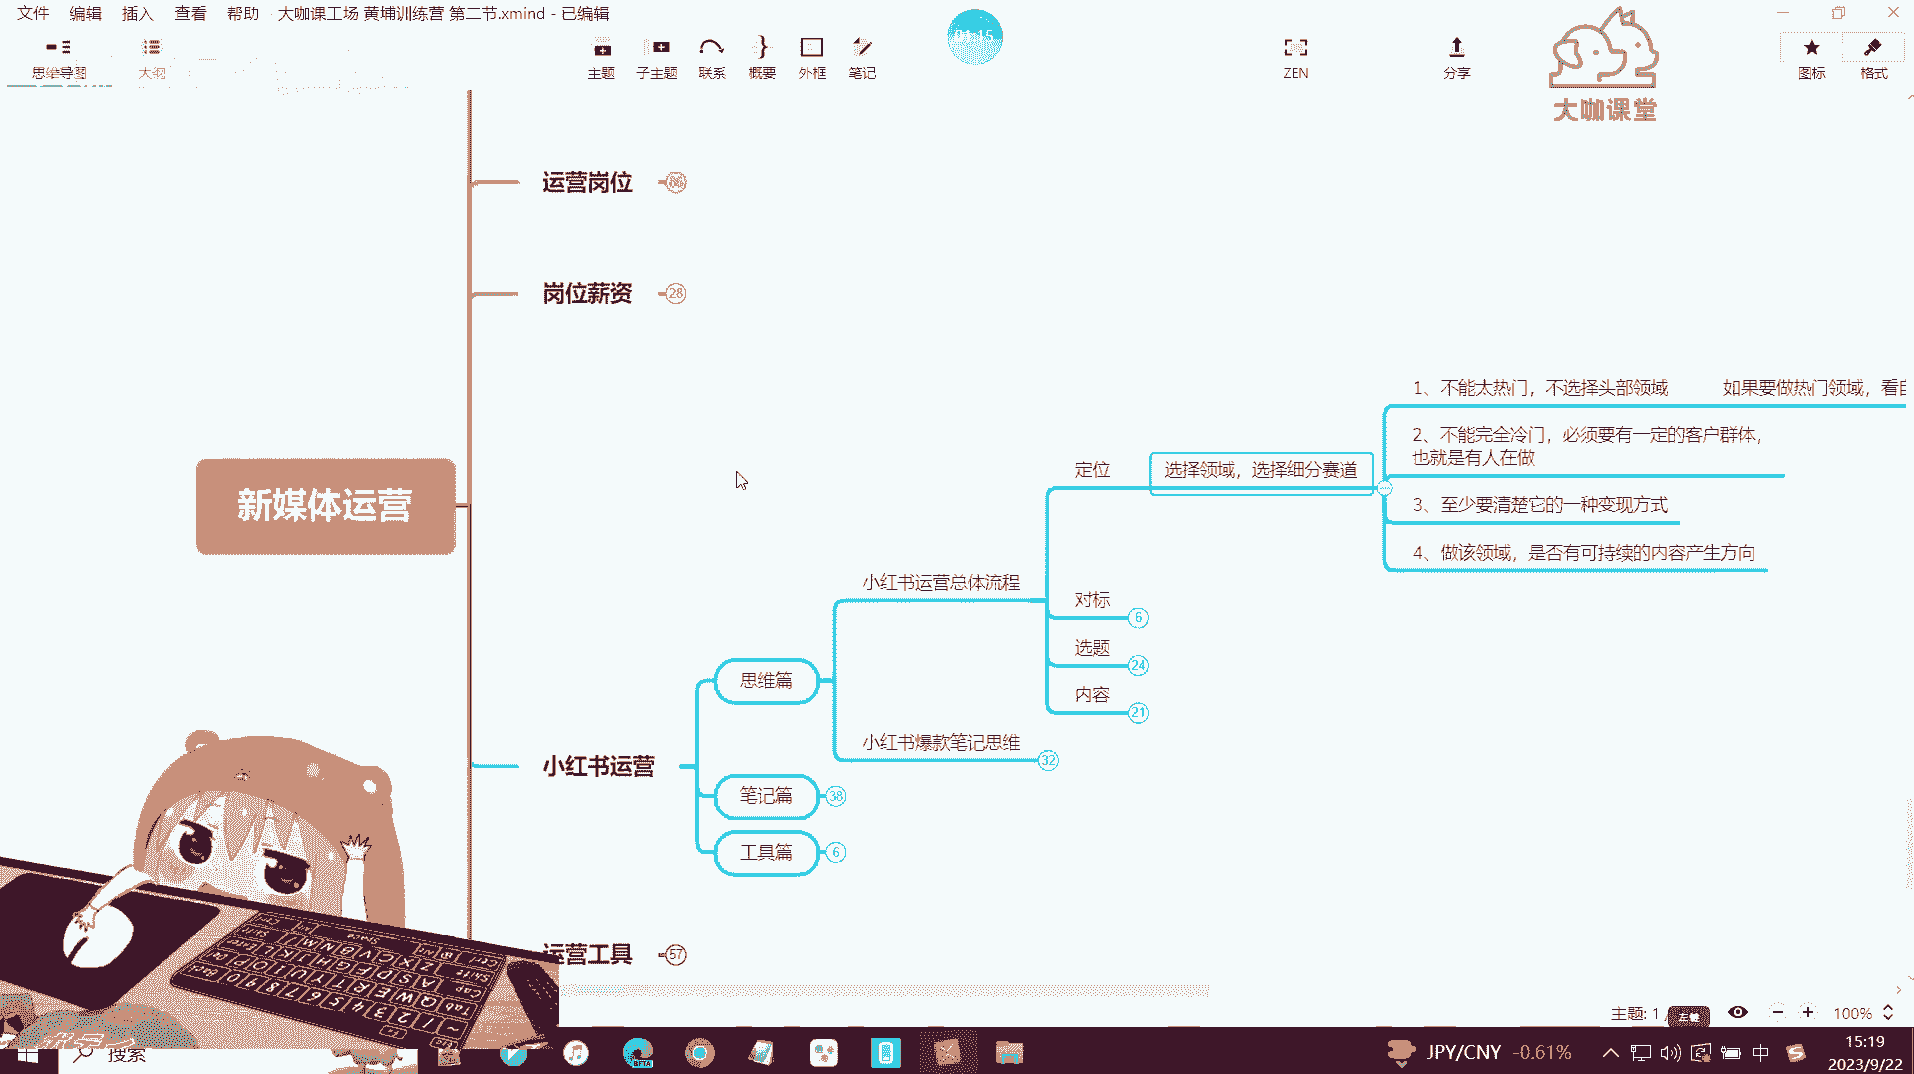 文件 编辑 插入 查看 帮助 大咖课工场 黄埔训练营 第二节.xmind - 已编辑
思维导图 大纲 主题 子主题 联系 概要 外框 笔记 ZEN 分享 图标 格式
大咖课堂
运营岗位
岗位薪资 28
1、不能太热门，不选择头部领域 如果要做热门领域，看
2、不能完全冷门，必须要有一定的客户群体，
也就是有人在做
定位 选择领域，选择细分赛道
3、至少要清楚它的一种变现方式
新媒体运营
4、做该领域，是否有可持续的内容产生方向
小红书运营总体流程
对标 6
选题 24
思维篇
内容 21
小红书爆款笔记思维 32
小红书运营
笔记篇 38
工具篇 6
运营工具 57
主题: 1 100%
搜索 BETA JPY/CNY -0.61% 中 15:19
2023/9/22